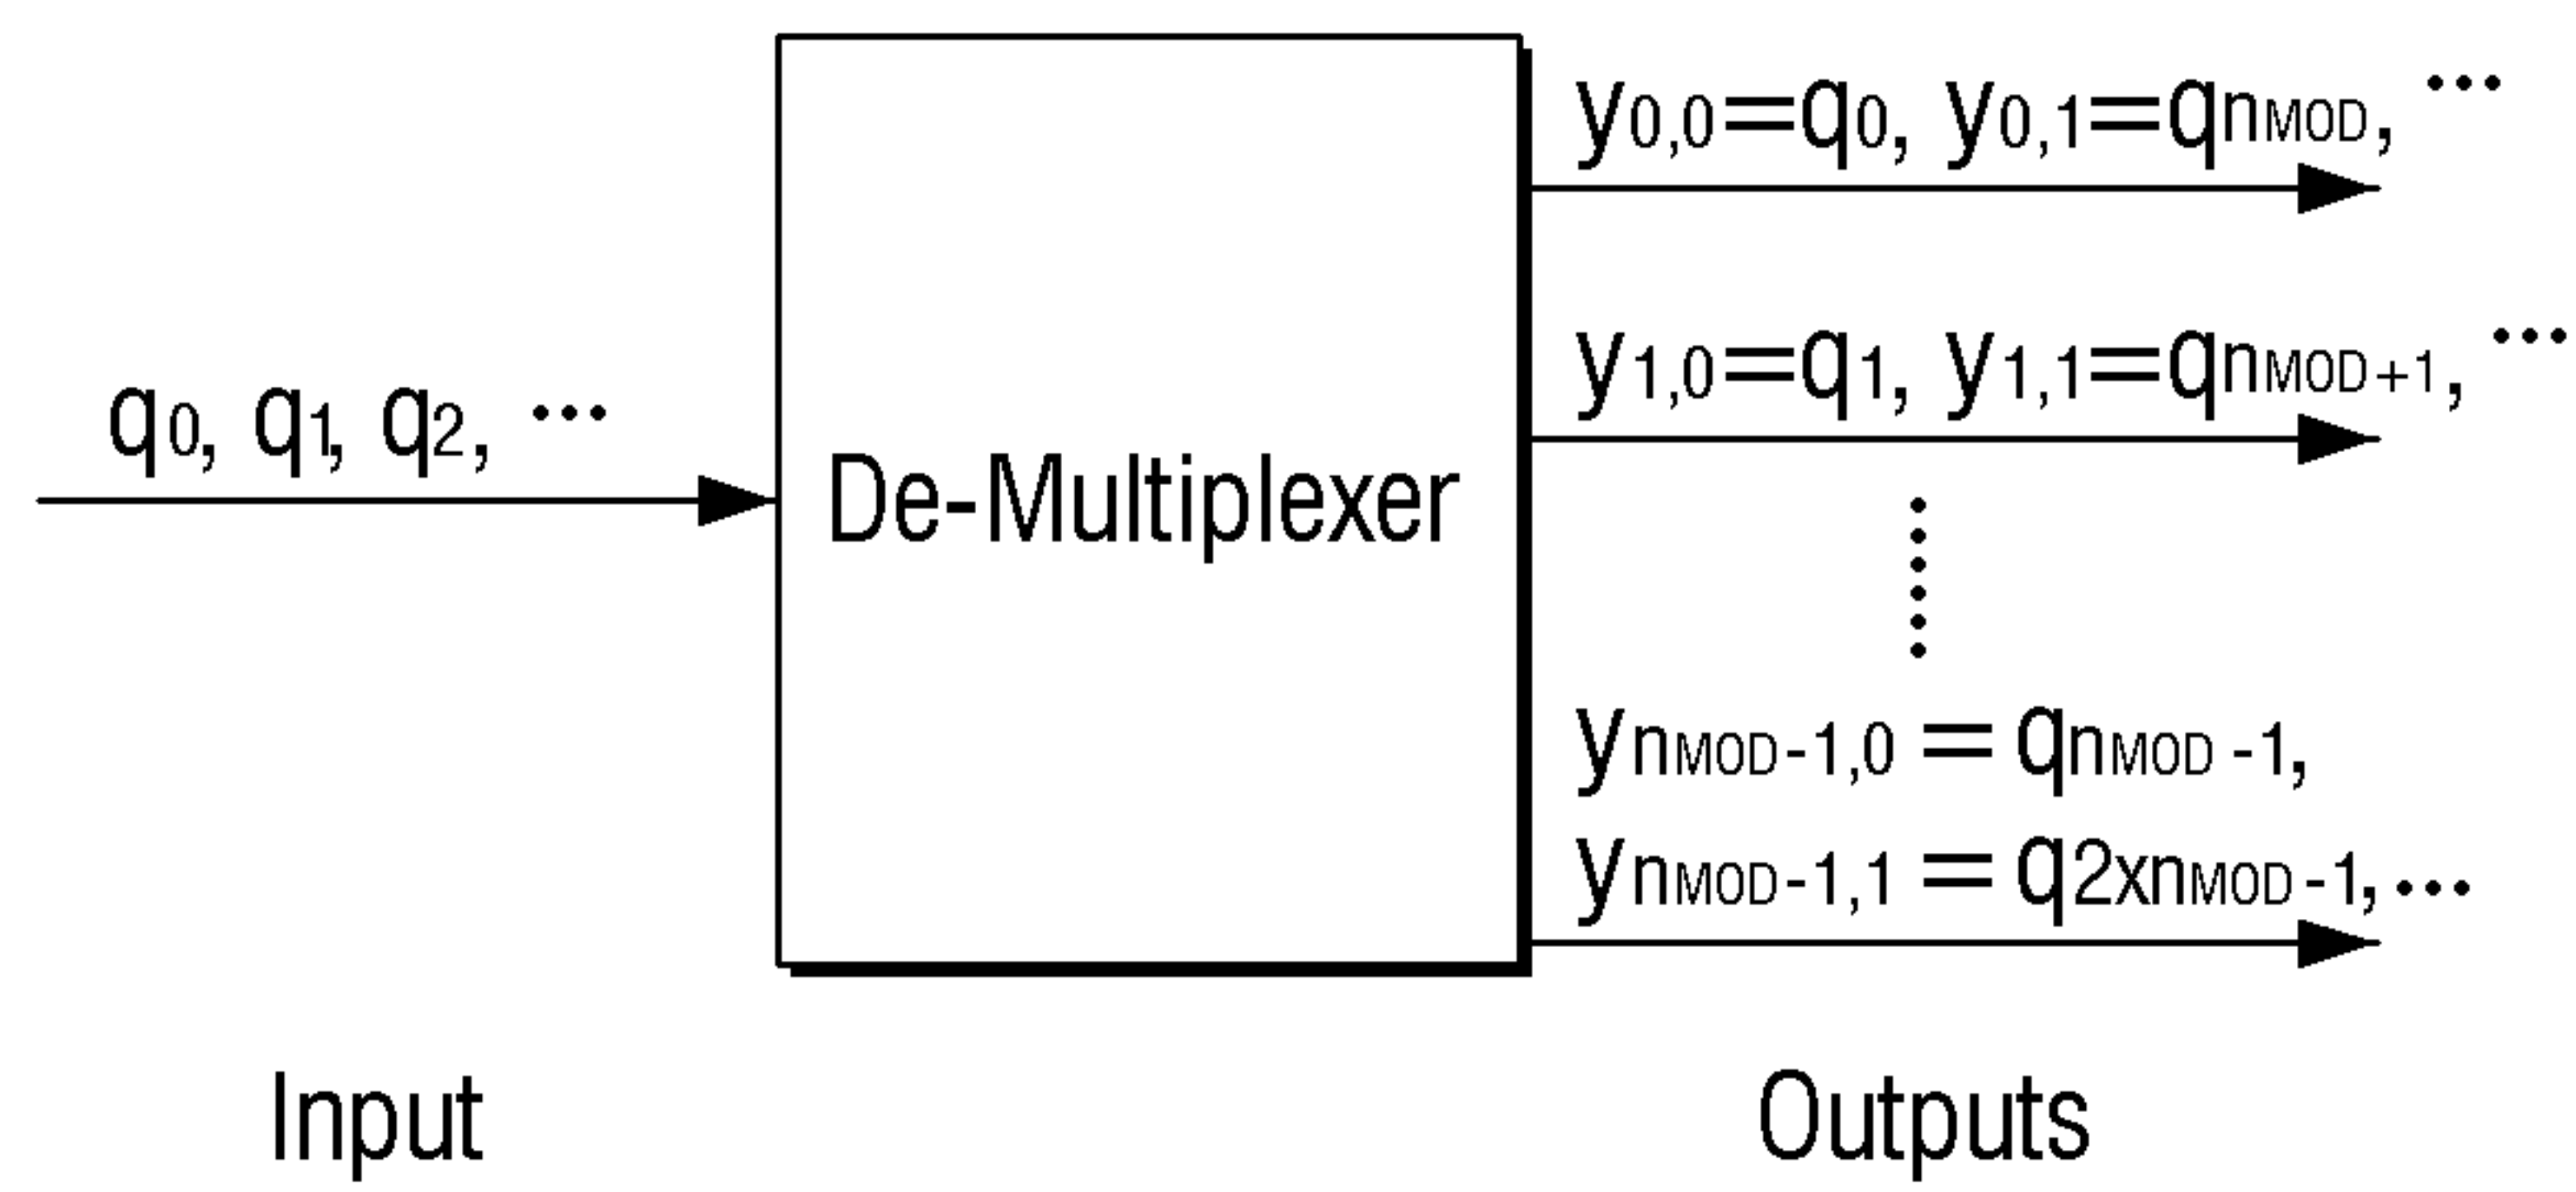 q0, q1, q2, ···
De-Multiplexer
y0,0=q0, y0,1=qnMOD, ···
y1,0=q1, y1,1=qnMOD+1, ···
ynMOD-1,0 = qnMOD -1,
ynMOD-1,1 = q2xnMOD -1, ···
Input
Outputs